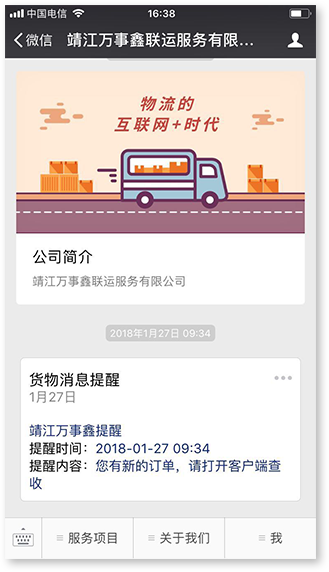 中国电信
16:38
微信
靖江万事鑫联运服务有限...
物流的
互联网+时代
公司简介
靖江万事鑫联运服务有限公司
2018年1月27日 09:34
货物消息提醒
1月27日
靖江万事鑫提醒
提醒时间：2018-01-27 09:34
提醒内容：您有新的订单，请打开客户端查
收
服务项目
关于我们
我